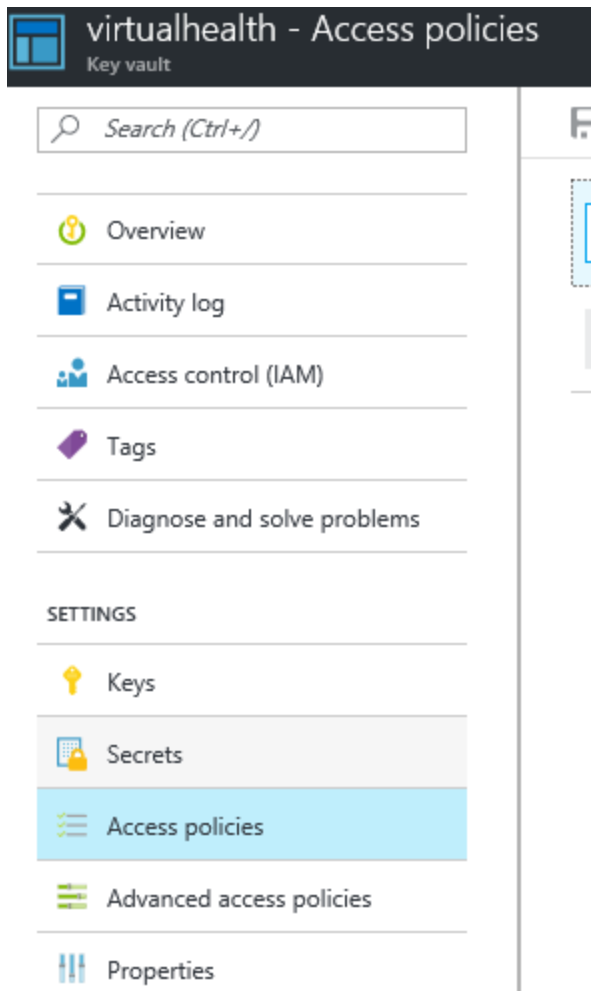 virtualhealth - Access policies
Key vault
Search (Ctrl+/)
Overview
Activity log
Access control (IAM)
Tags
Diagnose and solve problems
SETTINGS
Keys
Secrets
Access policies
Advanced access policies
Properties